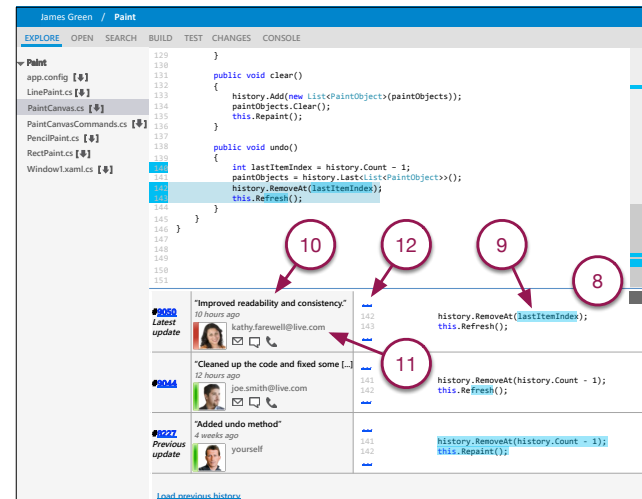 James Green / Paint
EXPLORE OPEN SEARCH BUILD TEST CHANGES CONSOLE
Paint
app.config [⬇]
LinePaint.cs [⬇]
PaintCanvas.cs [⬇]
PaintCanvasCommands.cs [⬇]
PencilPaint.cs [⬇]
RectPaint.cs [⬇]
Window1.xaml.cs [⬇]
129 }
130
131 public void clear()
132 {
133 history.Add(new List<PaintObject>(paintObjects));
134 paintObjects.Clear();
135 this.Repaint();
136 }
137
138 public void undo()
139 {
140 int lastItemIndex = history.Count - 1;
141 paintObjects = history.Last<List<PaintObject>>();
142 history.RemoveAt(lastItemIndex);
143 this.Refresh();
144 }
145 }
146 }
147
148
149
150
151
10
12
9
8
11
#9050
Latest
update
"Improved readability and consistency."
10 hours ago
kathy.farewell@live.com
...
142 history.RemoveAt(lastItemIndex);
143 this.Refresh();
...
#9044
"Cleaned up the code and fixed some [...]
12 hours ago
joe.smith@live.com
...
141 history.RemoveAt(history.Count - 1);
142 this.Refresh();
...
#8227
Previous
update
"Added undo method"
4 weeks ago
yourself
...
141 history.RemoveAt(history.Count - 1);
142 this.Repaint();
...
Load previous history